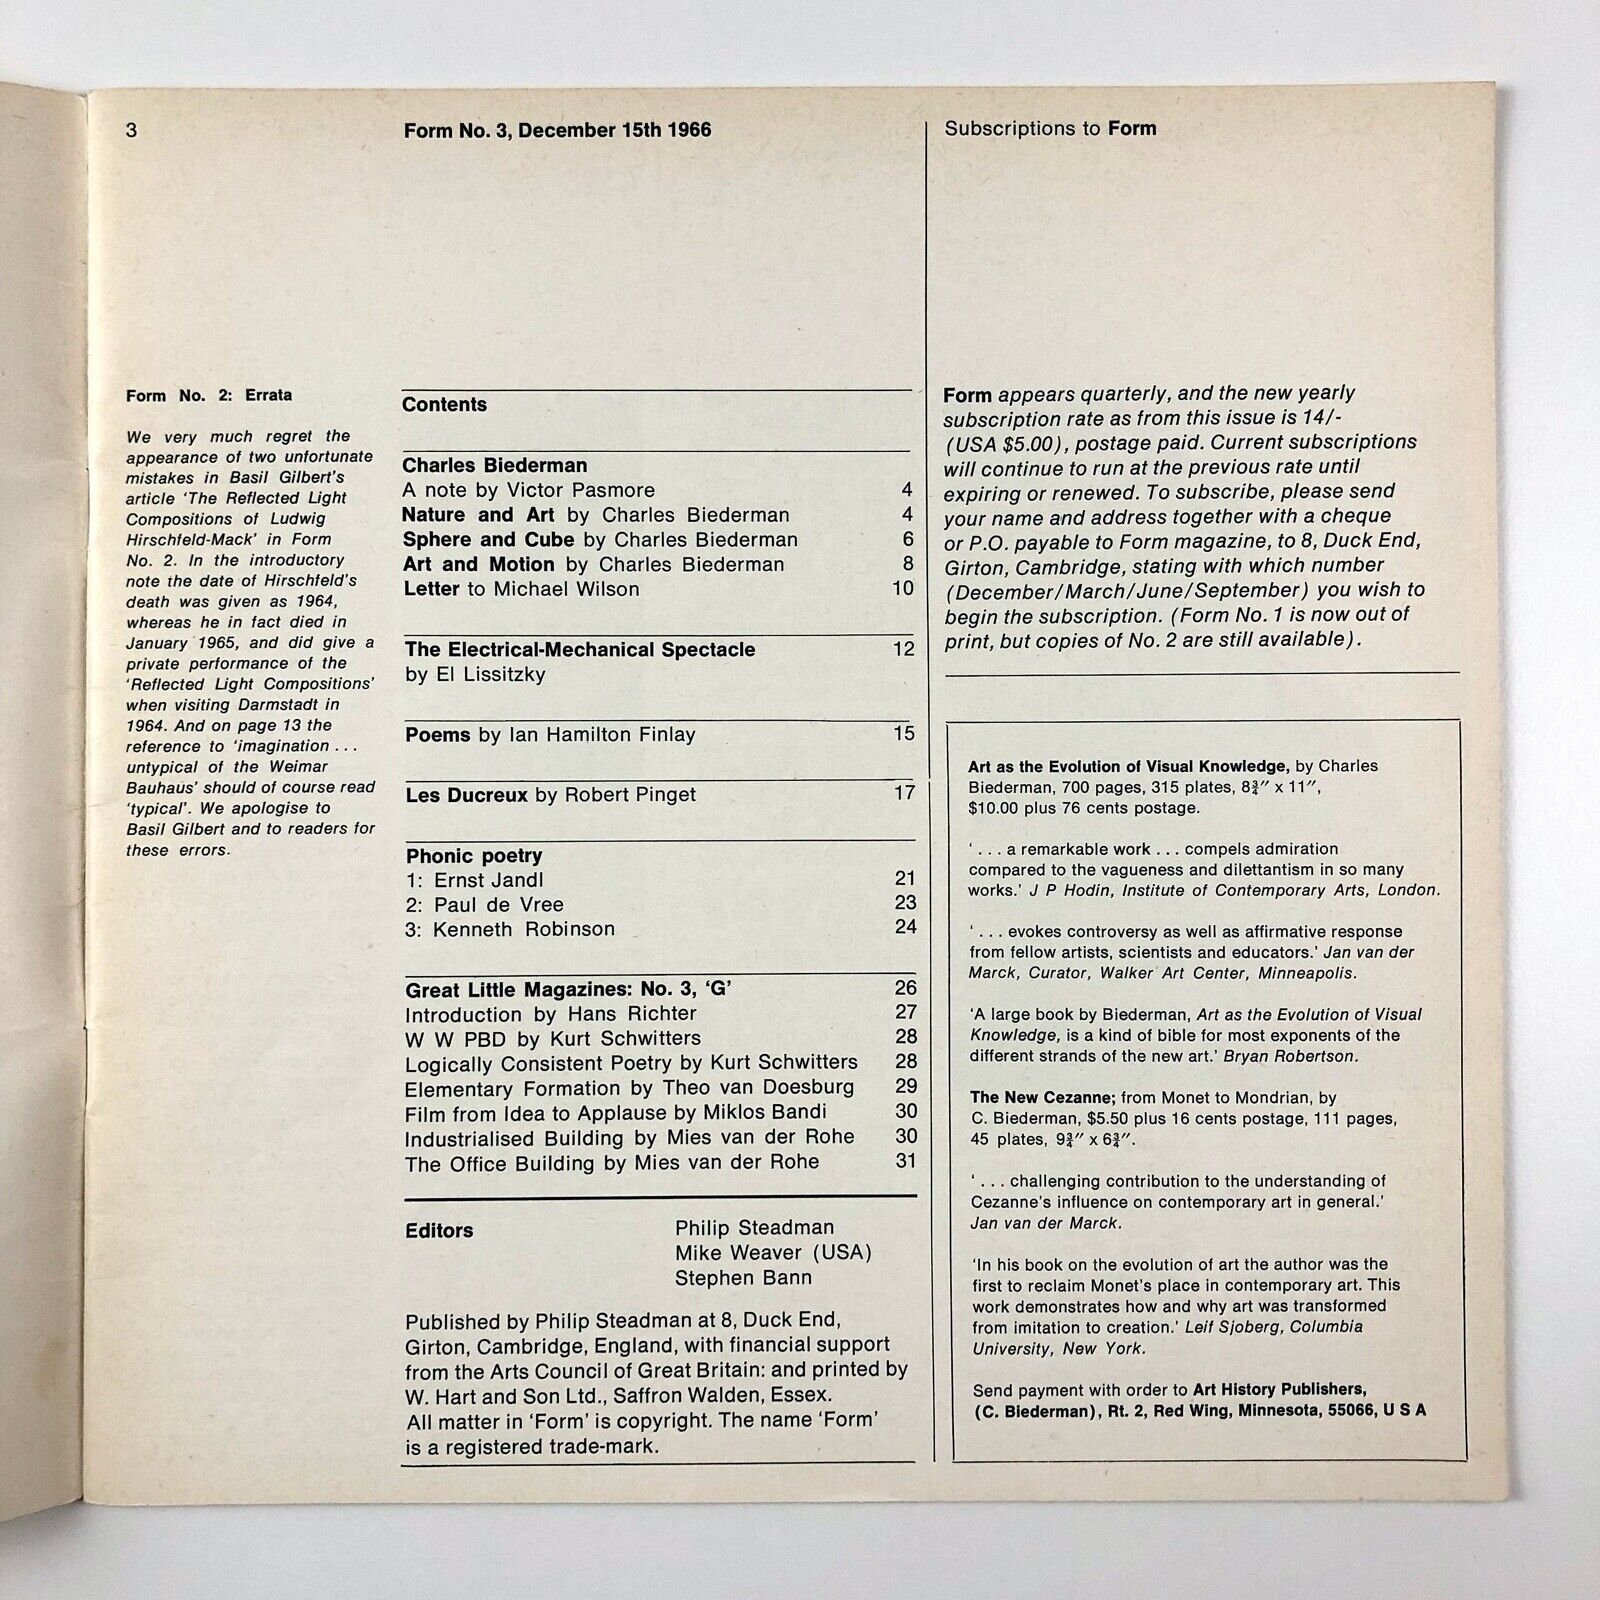 3
Form No. 3, December 15th 1966
Subscriptions to Form
Form No. 2: Errata
We very much regret the
appearance of two unfortunate
mistakes in Basil Gilbert's
article 'The Reflected Light
Compositions of Ludwig
Hirschfeld-Mack' in Form
No. 2. In the introductory
note the date of Hirschfeld's
death was given as 1964,
whereas he in fact died in
January 1965, and did give a
private performance of the
'Reflected Light Compositions'
when visiting Darmstadt in
1964. And on page 13 the
reference to 'imagination . . .
untypical of the Weimar
Bauhaus' should of course read
'typical'. We apologise to
Basil Gilbert and to readers for
these errors.
Contents
Charles Biederman
A note by Victor Pasmore 4
Nature and Art by Charles Biederman 4
Sphere and Cube by Charles Biederman 6
Art and Motion by Charles Biederman 8
Letter to Michael Wilson 10
The Electrical-Mechanical Spectacle 12
by El Lissitzky
Poems by Ian Hamilton Finlay 15
Les Ducreux by Robert Pinget 17
Phonic poetry
1: Ernst Jandl 21
2: Paul de Vree 23
3: Kenneth Robinson 24
Great Little Magazines: No. 3, 'G' 26
Introduction by Hans Richter 27
W W PBD by Kurt Schwitters 28
Logically Consistent Poetry by Kurt Schwitters 28
Elementary Formation by Theo van Doesburg 29
Film from Idea to Applause by Miklos Bandi 30
Industrialised Building by Mies van der Rohe 30
The Office Building by Mies van der Rohe 31
Editors Philip Steadman
Mike Weaver (USA)
Stephen Bann
Published by Philip Steadman at 8, Duck End,
Girton, Cambridge, England, with financial support
from the Arts Council of Great Britain: and printed by
W. Hart and Son Ltd., Saffron Walden, Essex.
All matter in 'Form' is copyright. The name 'Form'
is a registered trade-mark.
Form appears quarterly, and the new yearly
subscription rate as from this issue is 14/-
(USA $5.00), postage paid. Current subscriptions
will continue to run at the previous rate until
expiring or renewed. To subscribe, please send
your name and address together with a cheque
or P.O. payable to Form magazine, to 8, Duck End,
Girton, Cambridge, stating with which number
(December/March/June/September) you wish to
begin the subscription. (Form No. 1 is now out of
print, but copies of No. 2 are still available).
Art as the Evolution of Visual Knowledge, by Charles
Biederman, 700 pages, 315 plates, 8¾″ x 11″,
$10.00 plus 76 cents postage.
' . . . a remarkable work . . . compels admiration
compared to the vagueness and dilettantism in so many
works.' J P Hodin, Institute of Contemporary Arts, London.
' . . . evokes controversy as well as affirmative response
from fellow artists, scientists and educators.' Jan van der
Marck, Curator, Walker Art Center, Minneapolis.
'A large book by Biederman, Art as the Evolution of Visual
Knowledge, is a kind of bible for most exponents of the
different strands of the new art.' Bryan Robertson.
The New Cezanne; from Monet to Mondrian, by
C. Biederman, $5.50 plus 16 cents postage, 111 pages,
45 plates, 9¾″ x 6¾″.
' . . . challenging contribution to the understanding of
Cezanne's influence on contemporary art in general.'
Jan van der Marck.
'In his book on the evolution of art the author was the
first to reclaim Monet's place in contemporary art. This
work demonstrates how and why art was transformed
from imitation to creation.' Leif Sjoberg, Columbia
University, New York.
Send payment with order to Art History Publishers,
(C. Biederman), Rt. 2, Red Wing, Minnesota, 55066, U S A